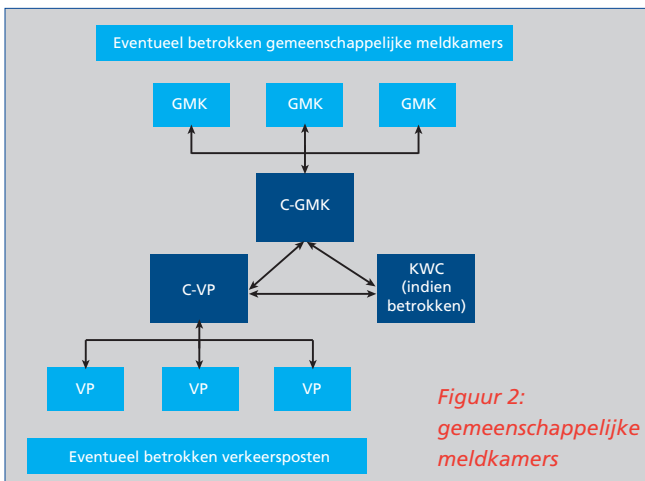 Eventueel betrokken gemeenschappelijke meldkamers
GMK
GMK
GMK
C-GMK
C-VP
KWC
(indien
betrokken)
VP
VP
VP
Figuur 2:
gemeenschappelijke
meldkamers
Eventueel betrokken verkeersposten